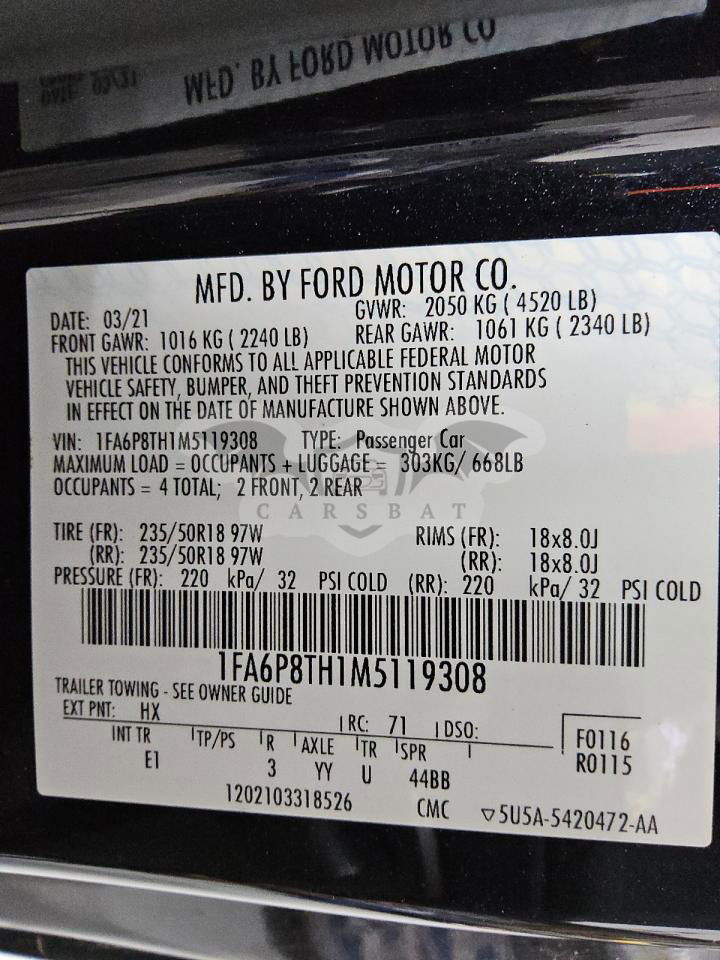 MFD. BY FORD MOTOR CO
MFD. BY FORD MOTOR CO.
DATE: 03/21 GVWR: 2050 KG ( 4520 LB)
FRONT GAWR: 1016 KG ( 2240 LB) REAR GAWR: 1061 KG ( 2340 LB)
THIS VEHICLE CONFORMS TO ALL APPLICABLE FEDERAL MOTOR
VEHICLE SAFETY, BUMPER, AND THEFT PREVENTION STANDARDS
IN EFFECT ON THE DATE OF MANUFACTURE SHOWN ABOVE.
VIN: 1FA6P8TH1M5119308 TYPE: Passenger Car
MAXIMUM LOAD = OCCUPANTS + LUGGAGE = 303KG/ 668LB
OCCUPANTS = 4 TOTAL; 2 FRONT, 2 REAR
CARSBAT
TIRE (FR): 235/50R18 97W RIMS (FR): 18x8.0J
(RR): 235/50R18 97W (RR): 18x8.0J
PRESSURE (FR): 220 kPa/ 32 PSI COLD (RR): 220 kPa/ 32 PSI COLD
1FA6P8TH1M5119308
TRAILER TOWING - SEE OWNER GUIDE
EXT PNT: HX RC: 71 DSO:
INT TR TP/PS R AXLE TR SPR F0116
E1 3 YY U 44BB R0115
1202103318526 CMC 5U5A-5420472-AA